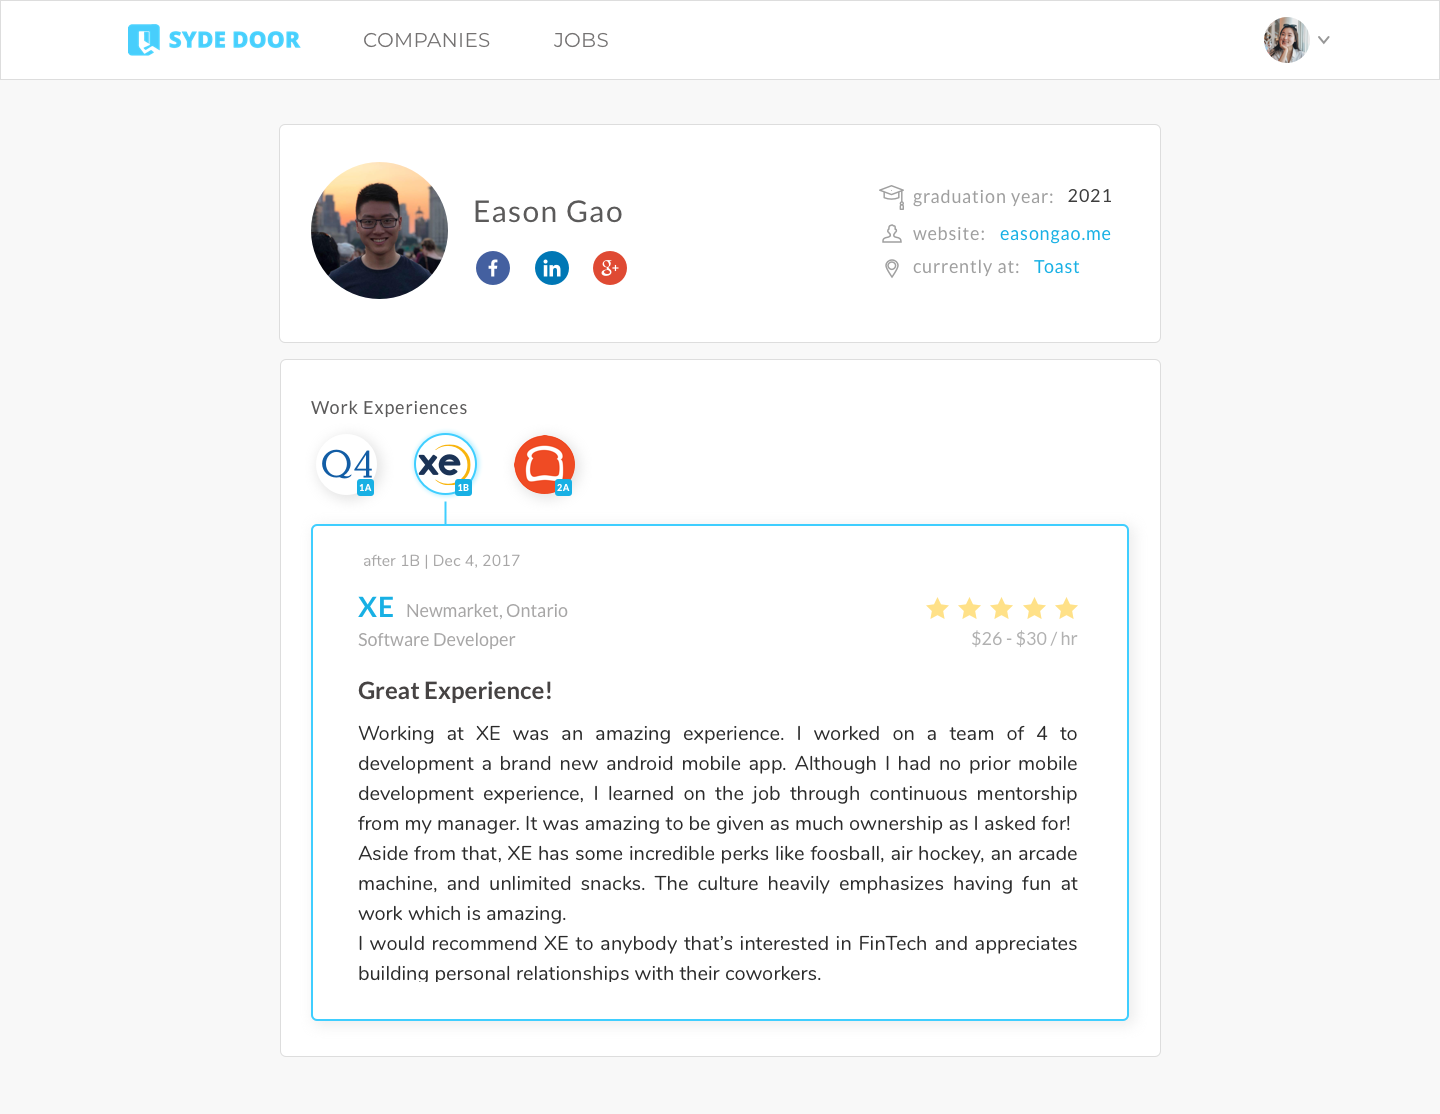 SYDE DOOR
COMPANIES
JOBS
Eason Gao
graduation year: 2021
website: easongao.me
currently at: Toast
Work Experiences
Q4
1A
xe
1B
2A
after 1B | Dec 4, 2017
XE Newmarket, Ontario
Software Developer
$26 - $30 / hr
Great Experience!
Working at XE was an amazing experience. I worked on a team of 4 to
development a brand new android mobile app. Although I had no prior mobile
development experience, I learned on the job through continuous mentorship
from my manager. It was amazing to be given as much ownership as I asked for!
Aside from that, XE has some incredible perks like foosball, air hockey, an arcade
machine, and unlimited snacks. The culture heavily emphasizes having fun at
work which is amazing.
I would recommend XE to anybody that’s interested in FinTech and appreciates
building personal relationships with their coworkers.